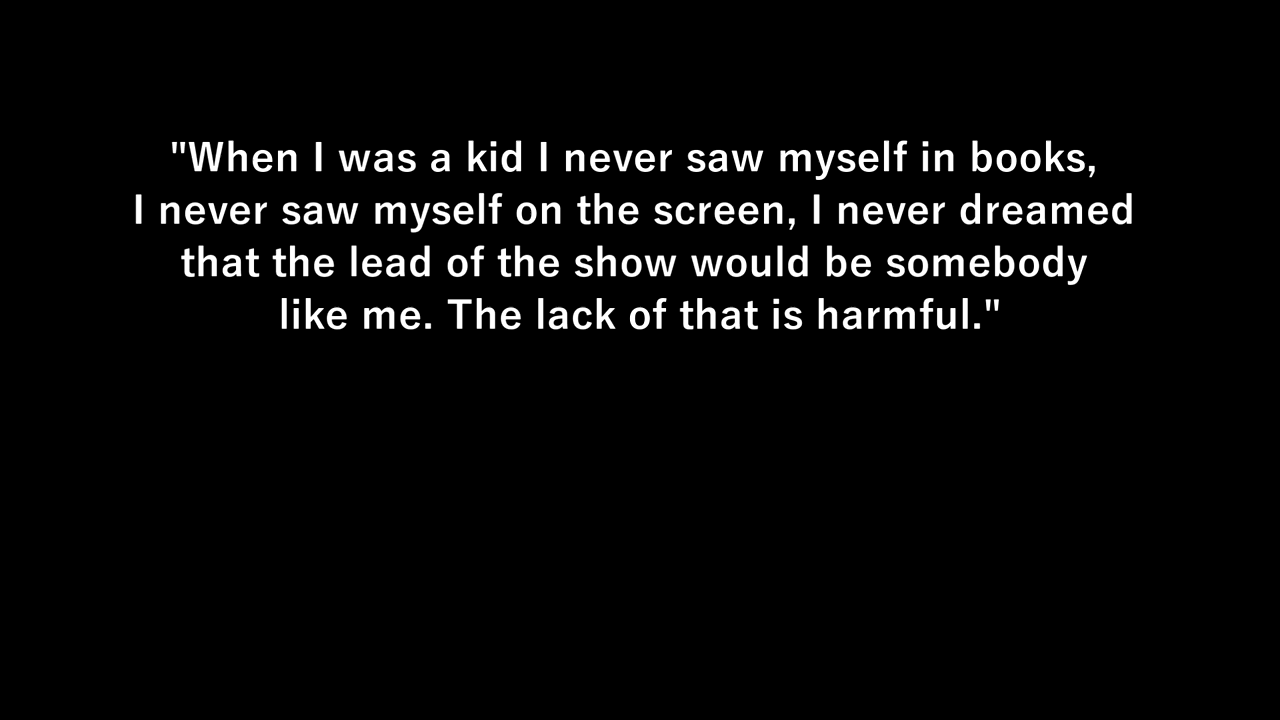 "When I was a kid I never saw myself in books,
I never saw myself on the screen, I never dreamed
that the lead of the show would be somebody
like me. The lack of that is harmful."